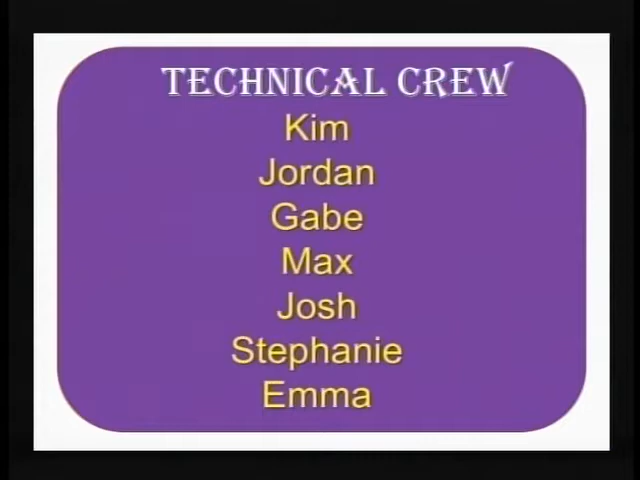 TECHNICAL CREW
Kim
Jordan
Gabe
Max
Josh
Stephanie
Emma